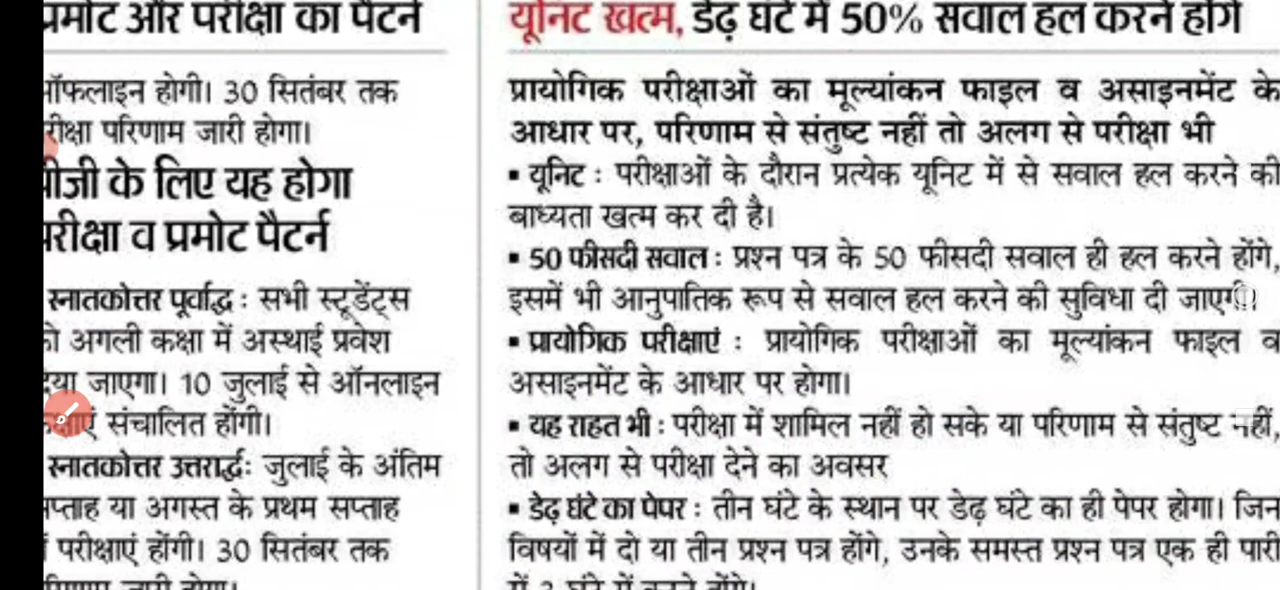 प्रमोट और परीक्षा का पैटर्न
ऑफलाइन होगी। 30 सितंबर तक
परीक्षा परिणाम जारी होगा।
पीजी के लिए यह होगा
परीक्षा व प्रमोट पैटर्न
स्नातकोत्तर पूर्वाद्ध : सभी स्टूडेंट्स
को अगली कक्षा में अस्थाई प्रवेश
दिया जाएगा। 10 जुलाई से ऑनलाइन
कक्षाएं संचालित होंगी।
स्नातकोत्तर उत्तरार्द्ध: जुलाई के अंतिम
सप्ताह या अगस्त के प्रथम सप्ताह
में परीक्षाएं होंगी। 30 सितंबर तक
यूनिट खत्म, डेढ़ घंटे में 50% सवाल हल करने होंगे
प्रायोगिक परीक्षाओं का मूल्यांकन फाइल व असाइनमेंट के
आधार पर, परिणाम से संतुष्ट नहीं तो अलग से परीक्षा भी
▪ यूनिट : परीक्षाओं के दौरान प्रत्येक यूनिट में से सवाल हल करने की
बाध्यता खत्म कर दी है।
▪ 50 फीसदी सवाल : प्रश्न पत्र के 50 फीसदी सवाल ही हल करने होंगे,
इसमें भी आनुपातिक रूप से सवाल हल करने की सुविधा दी जाएगी।
▪ प्रायोगिक परीक्षाएं : प्रायोगिक परीक्षाओं का मूल्यांकन फाइल व
असाइनमेंट के आधार पर होगा।
▪ यह राहत भी : परीक्षा में शामिल नहीं हो सके या परिणाम से संतुष्ट नहीं,
तो अलग से परीक्षा देने का अवसर
▪ डेढ़ घंटे का पेपर : तीन घंटे के स्थान पर डेढ़ घंटे का ही पेपर होगा। जिन
विषयों में दो या तीन प्रश्न पत्र होंगे, उनके समस्त प्रश्न पत्र एक ही पारी